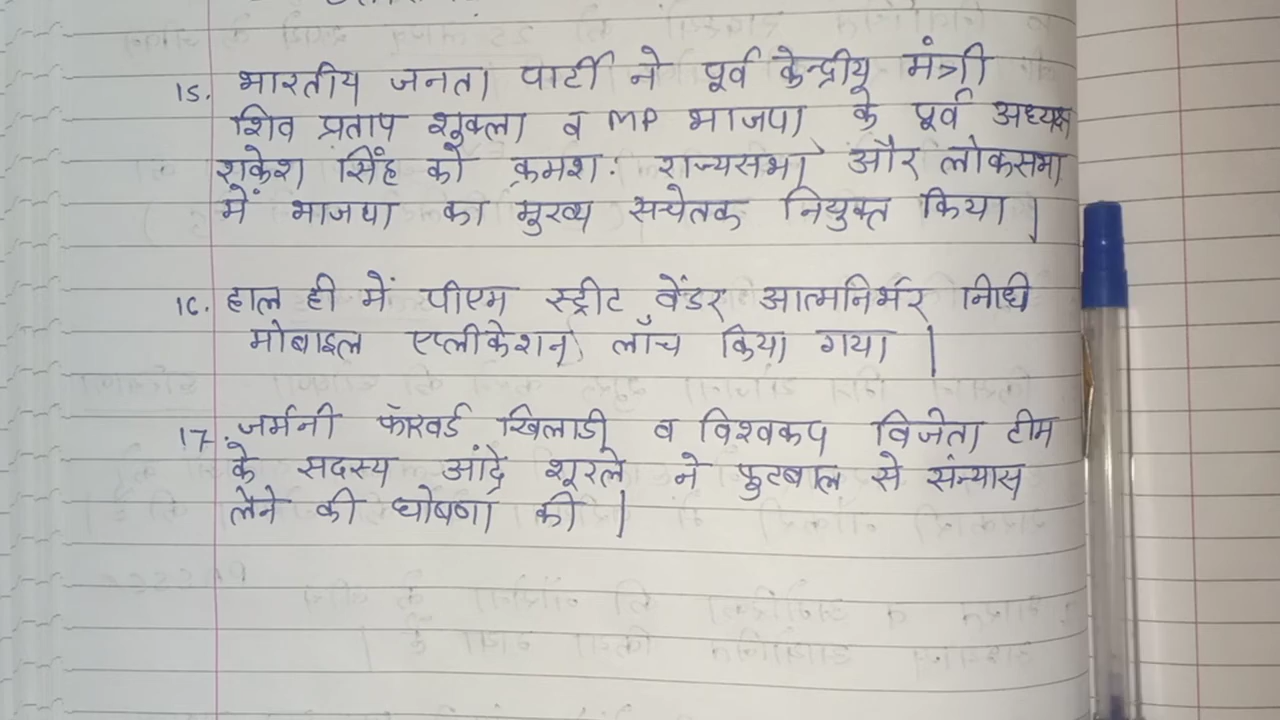 15. भारतीय जनता पार्टी ने पूर्व केन्द्रीय मंत्री
शिव प्रताप शुक्ला व MP भाजपा के पूर्व अध्यक्ष
राकेश सिंह को क्रमश: राज्यसभा और लोकसभा
में भाजपा का मुख्य सचेतक नियुक्त किया |
16. हाल ही में पीएम स्ट्रीट वेंडर आत्मनिर्भर निधि
मोबाइल एप्लीकेशन लॉंच किया गया |
17. जर्मनी फॉरवर्ड खिलाडी व विश्वकप विजेता टीम
के सदस्य आंद्रे शूरले ने फुटबाल से संन्यास
लेने की घोषणा की |